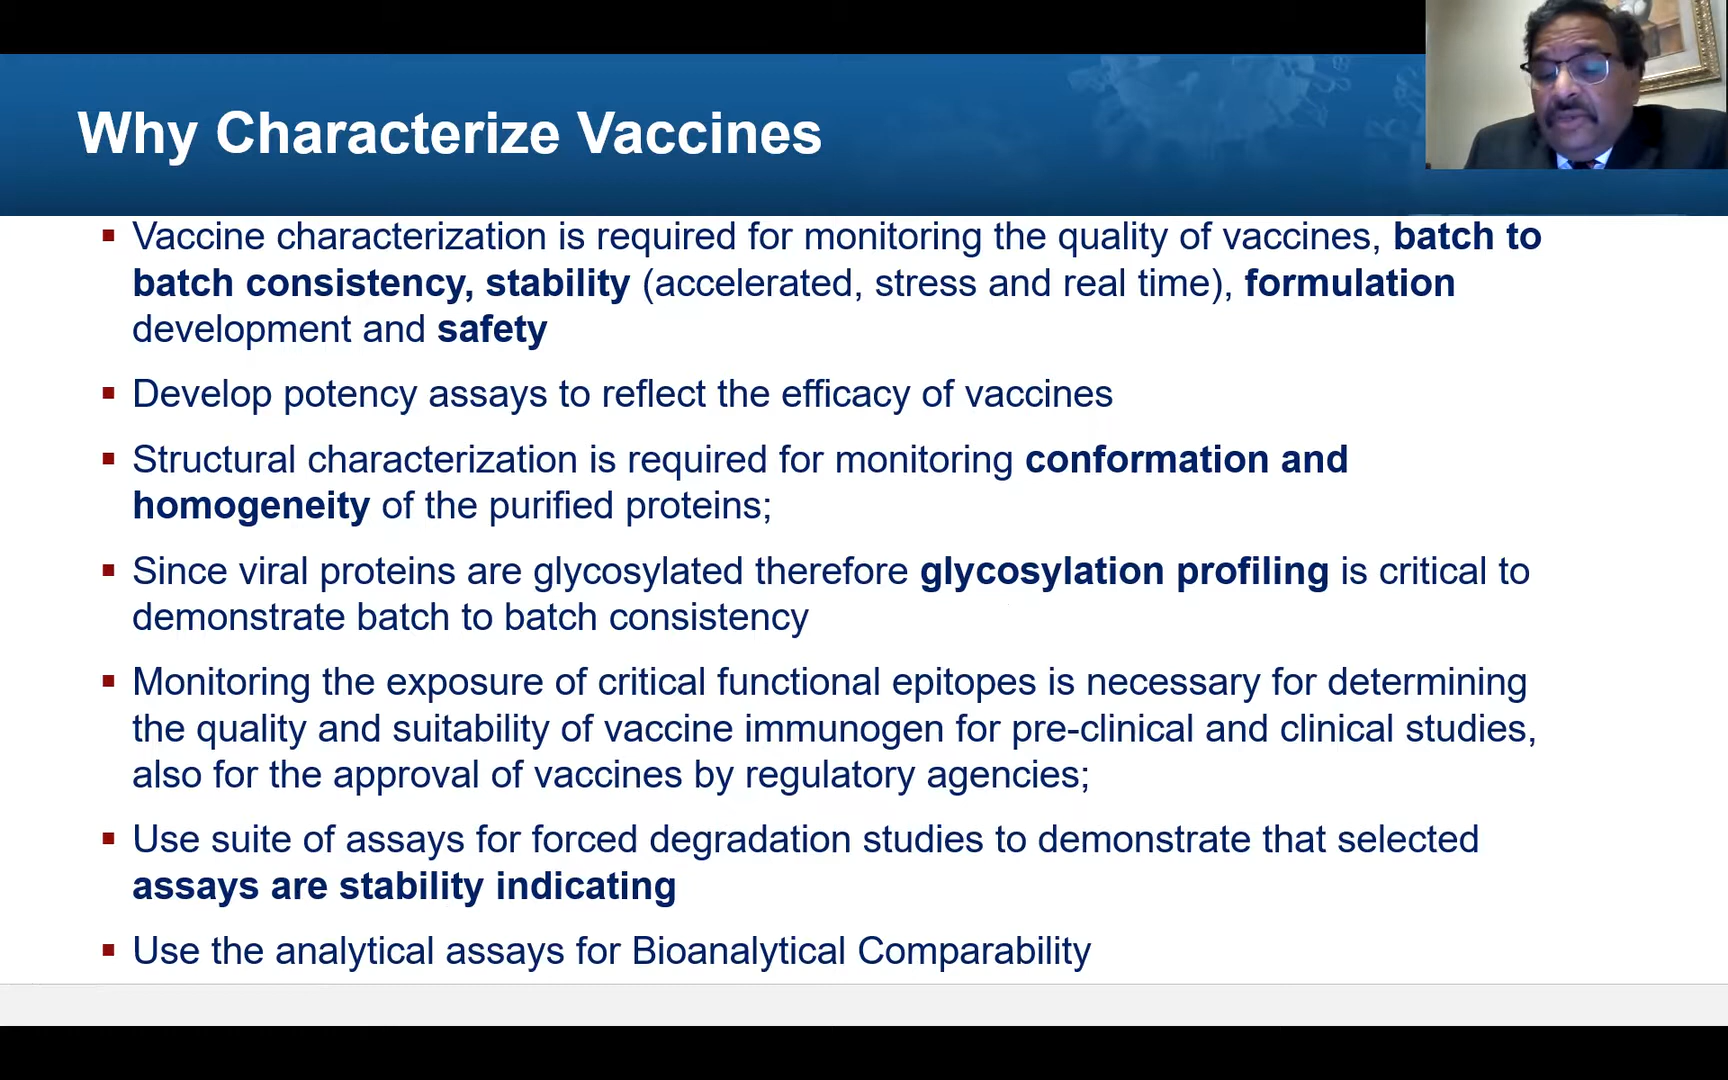 Why Characterize Vaccines
▪ Vaccine characterization is required for monitoring the quality of vaccines, batch to
batch consistency, stability (accelerated, stress and real time), formulation
development and safety
▪ Develop potency assays to reflect the efficacy of vaccines
▪ Structural characterization is required for monitoring conformation and
homogeneity of the purified proteins;
▪ Since viral proteins are glycosylated therefore glycosylation profiling is critical to
demonstrate batch to batch consistency
▪ Monitoring the exposure of critical functional epitopes is necessary for determining
the quality and suitability of vaccine immunogen for pre-clinical and clinical studies,
also for the approval of vaccines by regulatory agencies;
▪ Use suite of assays for forced degradation studies to demonstrate that selected
assays are stability indicating
▪ Use the analytical assays for Bioanalytical Comparability